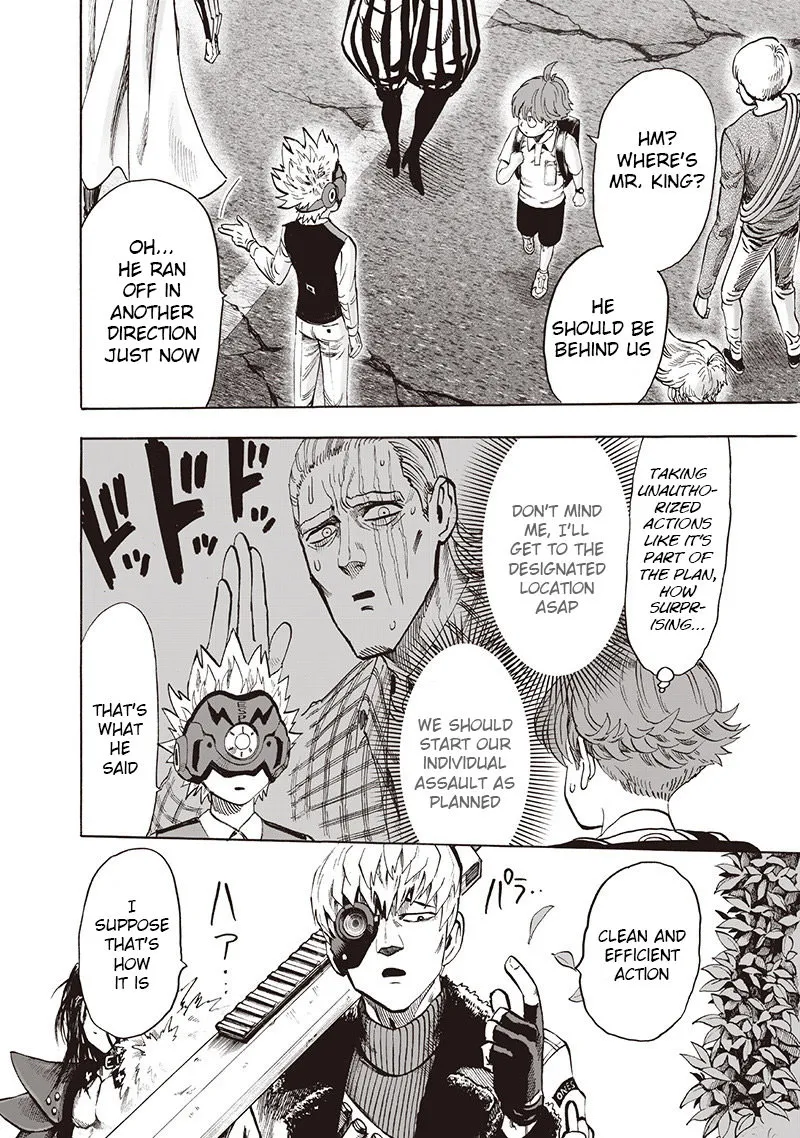 HM?
WHERE'S
MR. KING?
HE
SHOULD BE
BEHIND US
OH...
HE RAN
OFF IN
ANOTHER
DIRECTION
JUST NOW
TAKING
UNAUTHO-
RIZED
ACTIONS
LIKE IT'S
PART OF
THE PLAN,
HOW
SURPR-
ISING...
DON'T MIND
ME, I'LL
GET TO THE
DESIGNATED
LOCATION
ASAP
WE SHOULD
START OUR
INDIVIDUAL
ASSAULT AS
PLANNED
ドドド
ESP
THAT'S
WHAT
HE
SAID
CLEAN AND
EFFICIENT
ACTION
パラ..
ハァ...
I
SUPPOSE
THAT'S
HOW
IT IS